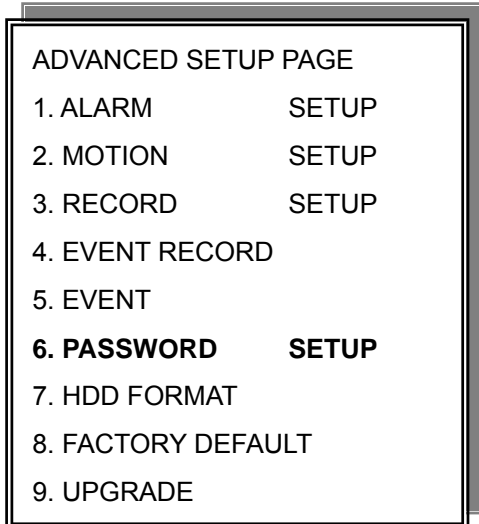 ADVANCED SETUP PAGE
1. ALARM SETUP
2. MOTION SETUP
3. RECORD SETUP
4. EVENT RECORD
5. EVENT
6. PASSWORD SETUP
7. HDD FORMAT
8. FACTORY DEFAULT
9. UPGRADE